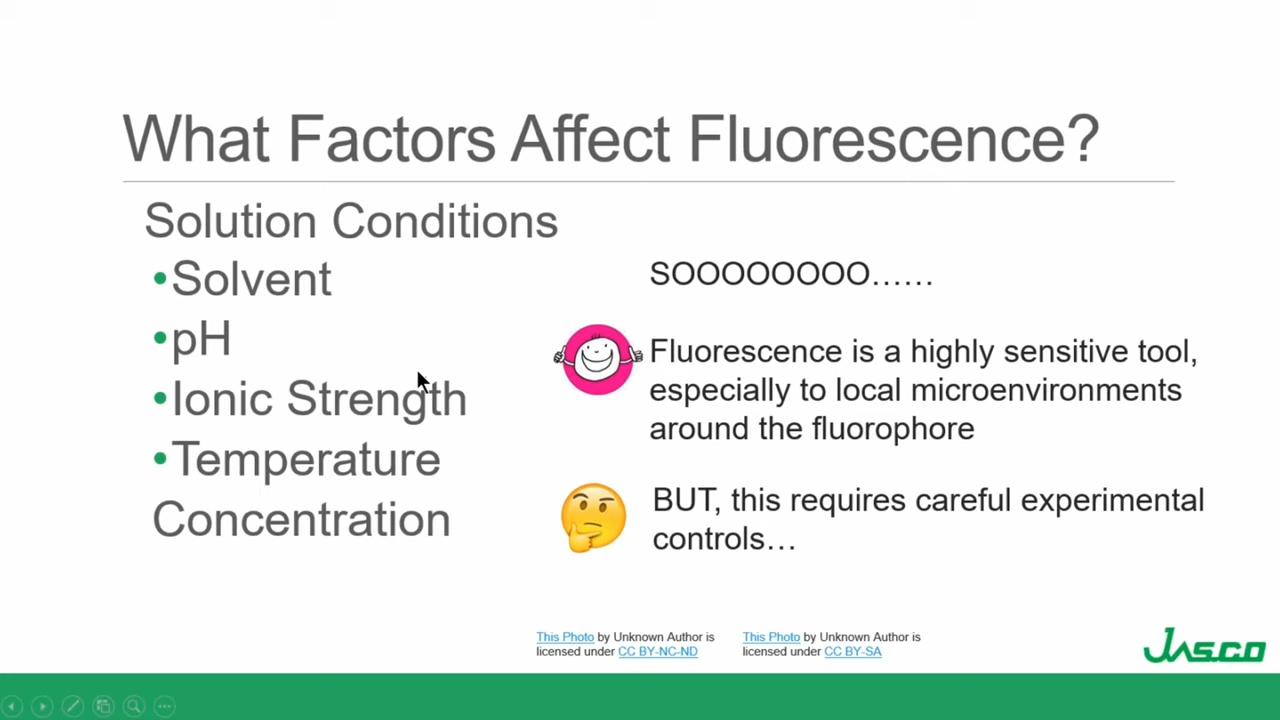 What Factors Affect Fluorescence?
Solution Conditions
•Solvent
•pH
•Ionic Strength
•Temperature
Concentration
SOOOOOOOO……
Fluorescence is a highly sensitive tool,
especially to local microenvironments
around the fluorophore
BUT, this requires careful experimental
controls…
This Photo by Unknown Author is
licensed under CC BY-NC-ND
This Photo by Unknown Author is
licensed under CC BY-SA
JASCO